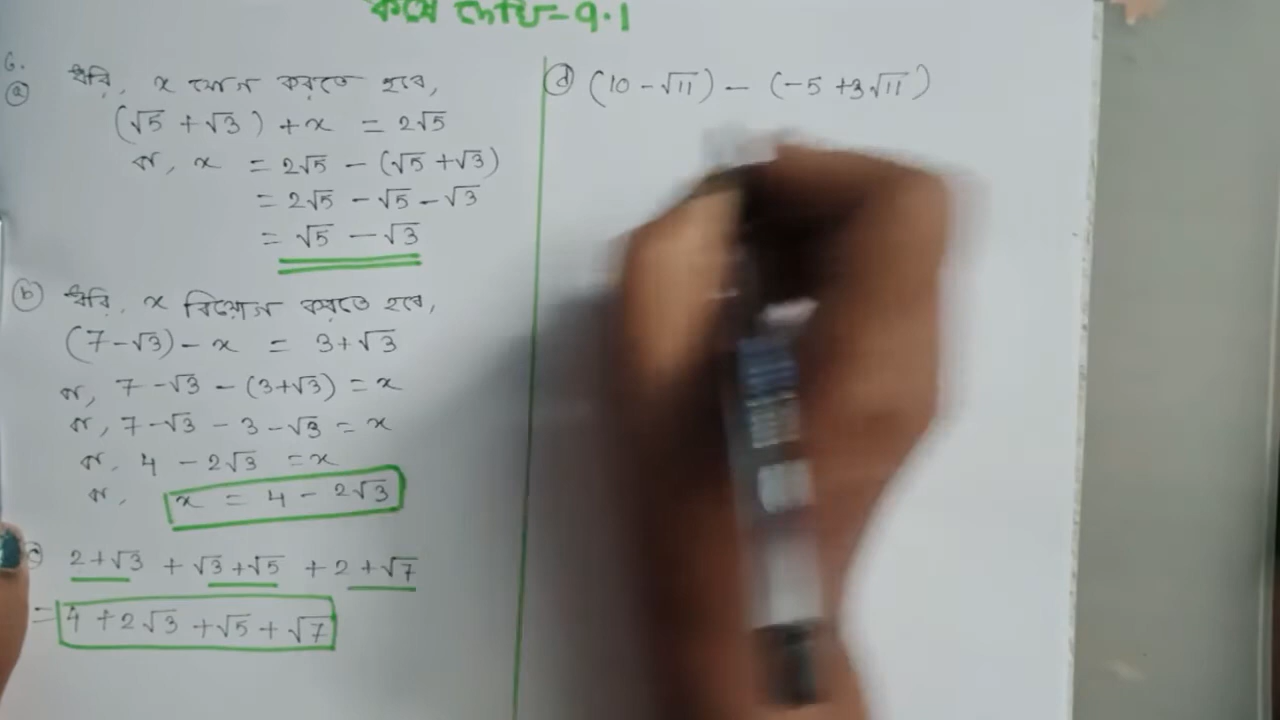 কষে দেখি-9.1
6.
(a) ধরি, x যোগ করতে হবে,
(√5 + √3) + x = 2√5
বা, x = 2√5 - (√5 + √3)
= 2√5 - √5 - √3
= √5 - √3
(b) ধরি, x বিয়োগ করতে হবে,
(7 - √3) - x = 3 + √3
বা, 7 - √3 - (3 + √3) = x
বা, 7 - √3 - 3 - √3 = x
বা, 4 - 2√3 = x
বা, x = 4 - 2√3
(c) 2 + √3 + √3 + √5 + 2 + √7
= 4 + 2√3 + √5 + √7
(d) (10 - √11) - (-5 + 3√11)